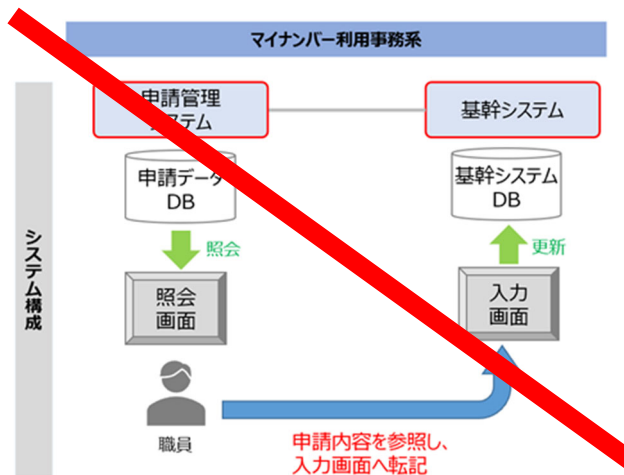 マイナンバー利用事務系
申請管理
システム
基幹システム
申請データ
DB
基幹システム
DB
照会
更新
照会
画面
入力
画面
システム構成
職員
申請内容を参照し、
入力画面へ転記